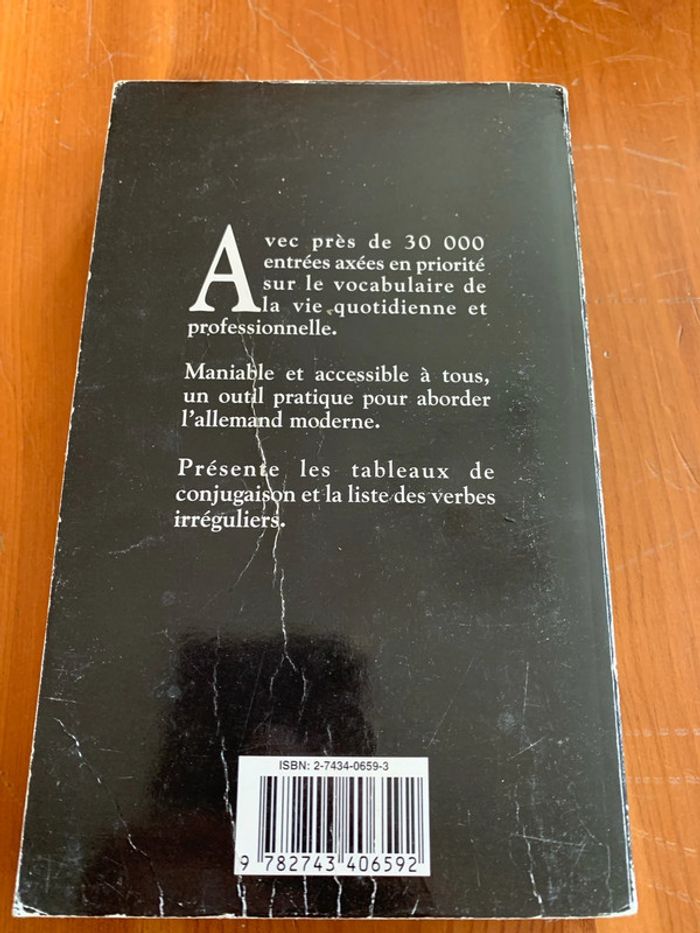 Avec près de 30 000
entrées axées en priorité
sur le vocabulaire de
la vie quotidienne et
professionnelle.
Maniable et accessible à tous,
un outil pratique pour aborder
l'allemand moderne.
Présente les tableaux de
conjugaison et la liste des verbes
irréguliers.
ISBN: 2-7434-0659-3
9 782743 406592